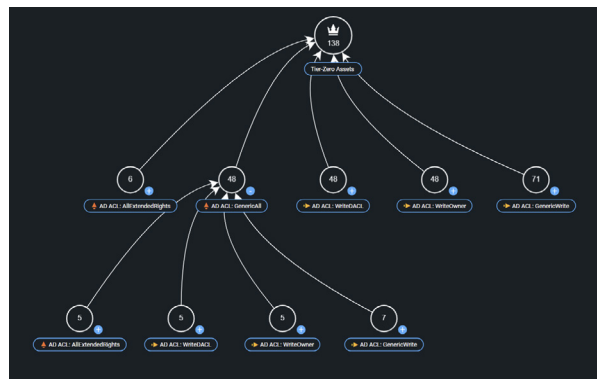 138
Tier-Zero Assets
6
48
48
48
71
AD ACL: AllExtendedRights
AD ACL: GenericAll
AD ACL: WriteDACL
AD ACL: WriteOwner
AD ACL: GenericWrite
5
5
5
7
AD ACL: AllExtendedRights
AD ACL: WriteDACL
AD ACL: WriteOwner
AD ACL: GenericWrite